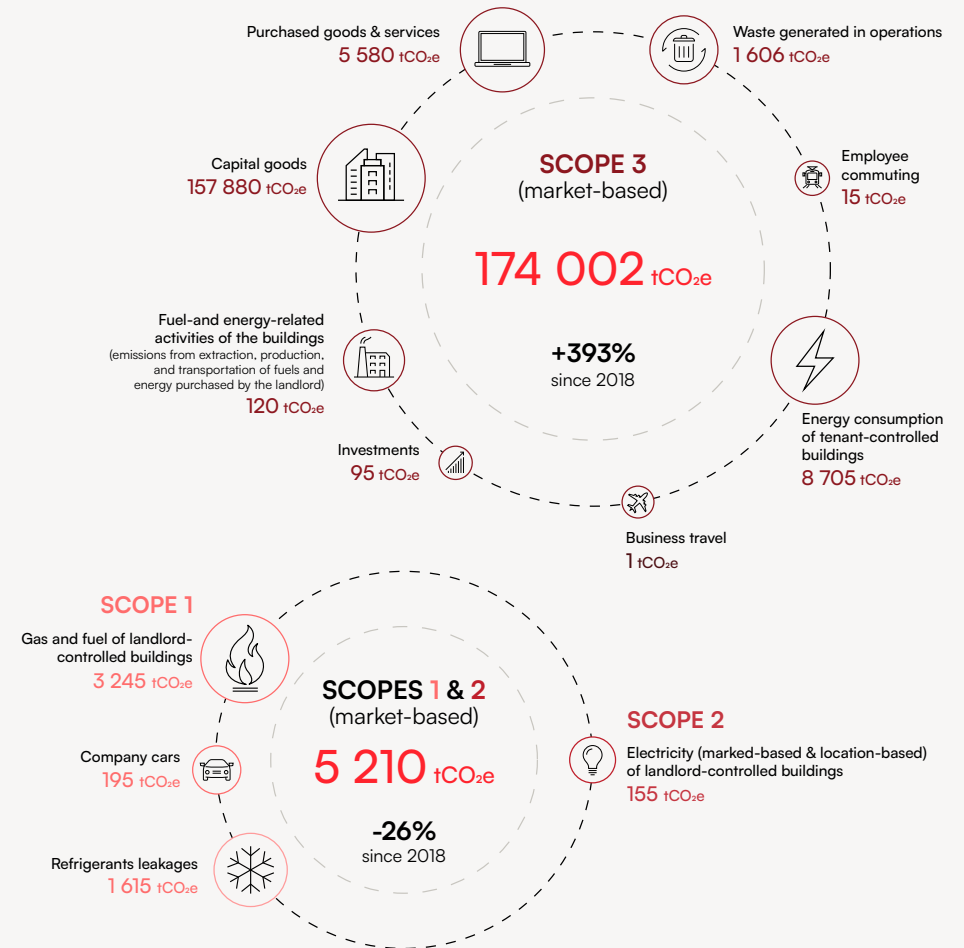 Purchased goods & services
5 580 tCO₂e
Waste generated in operations
1 606 tCO₂e
Capital goods
157 880 tCO₂e
SCOPE 3
(market-based)
174 002 tCO₂e
+393%
since 2018
Employee
commuting
15 tCO₂e
Fuel-and energy-related
activities of the buildings
(emissions from extraction, production,
and transportation of fuels and
energy purchased by the landlord)
120 tCO₂e
Energy consumption
of tenant-controlled
buildings
8 705 tCO₂e
Investments
95 tCO₂e
Business travel
1 tCO₂e
SCOPE 1
Gas and fuel of landlord-
controlled buildings
3 245 tCO₂e
Company cars
195 tCO₂e
Refrigerants leakages
1 615 tCO₂e
SCOPES 1 & 2
(market-based)
5 210 tCO₂e
-26%
since 2018
SCOPE 2
Electricity (marked-based & location-based)
of landlord-controlled buildings
155 tCO₂e